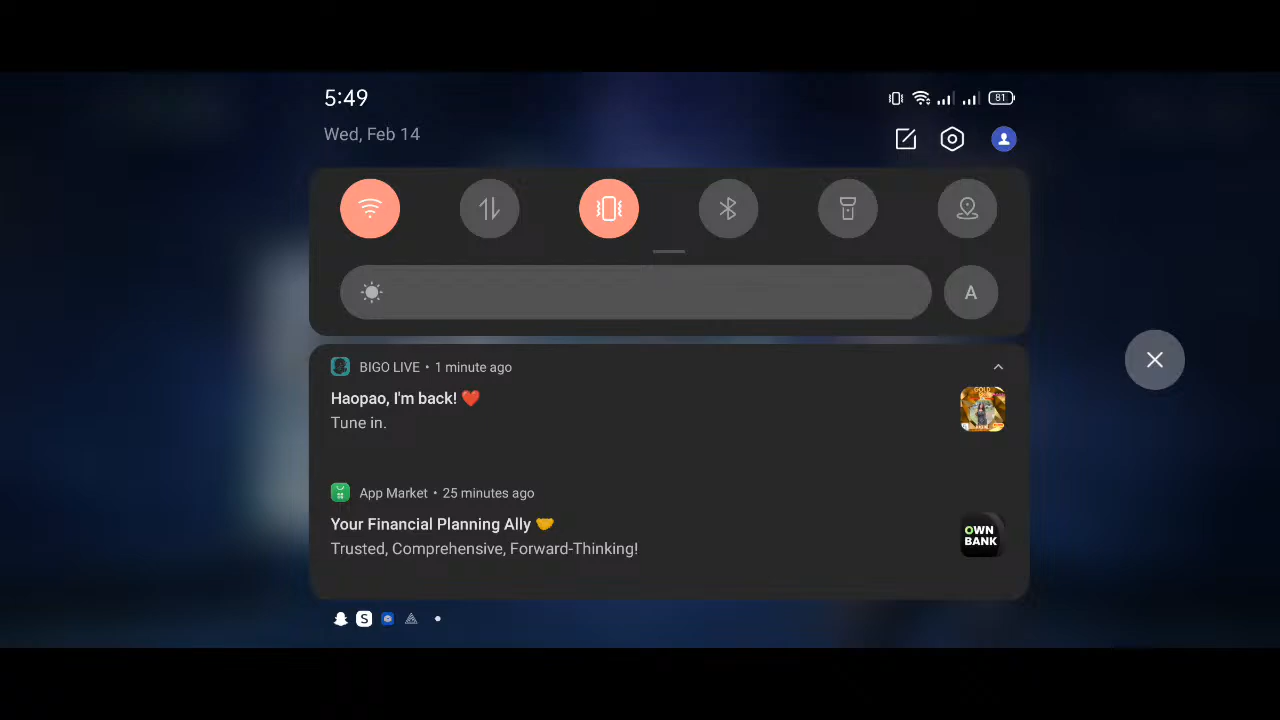 5:49
81
Wed, Feb 14
A
BIGO LIVE • 1 minute ago
Haopao, I'm back! ❤️
Tune in.
GOLD
App Market • 25 minutes ago
Your Financial Planning Ally 🤝
Trusted, Comprehensive, Forward-Thinking!
OWN
BANK
S